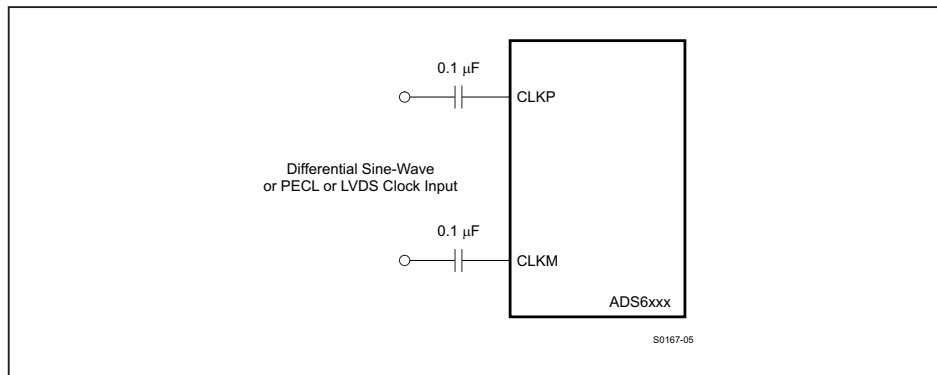 0.1 μF
CLKP
Differential Sine-Wave
or PECL or LVDS Clock Input
0.1 μF
CLKM
ADS6xxx
S0167-05